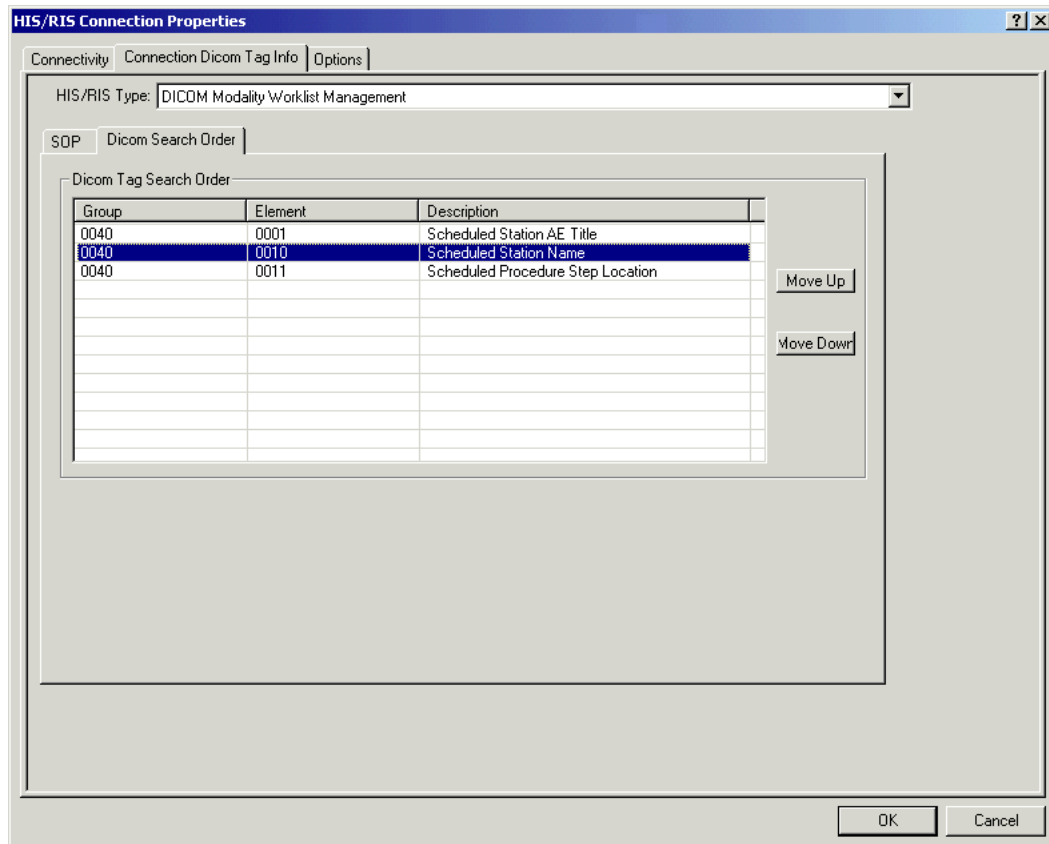 HIS/RIS Connection Properties
Connectivity Connection Dicom Tag Info Options
HIS/RIS Type: DICOM Modality Worklist Management
SOP Dicom Search Order
Dicom Tag Search Order
Group Element Description
0040 0001 Scheduled Station AE Title
0040 0010 Scheduled Station Name
0040 0011 Scheduled Procedure Step Location
Move Up
Move Down
OK Cancel